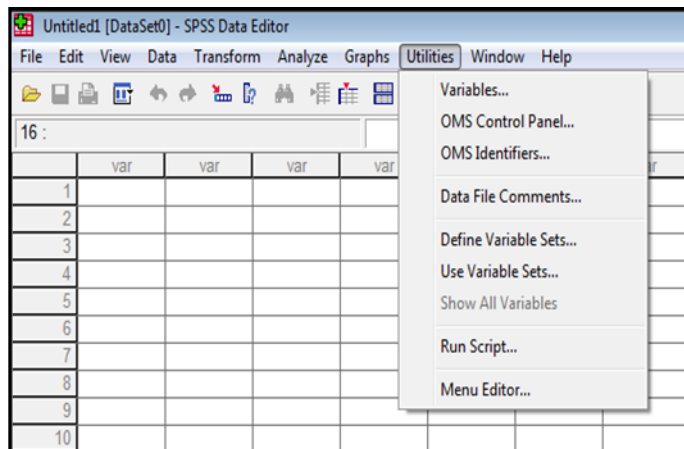 Untitled1 [DataSet0] - SPSS Data Editor
File Edit View Data Transform Analyze Graphs Utilities Window Help
16 :
var var var var
1
2
3
4
5
6
7
8
9
10
Variables...
OMS Control Panel...
OMS Identifiers...
Data File Comments...
Define Variable Sets...
Use Variable Sets...
Show All Variables
Run Script...
Menu Editor...